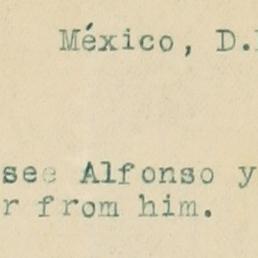 México, D.
see Alfonso y
r from him.